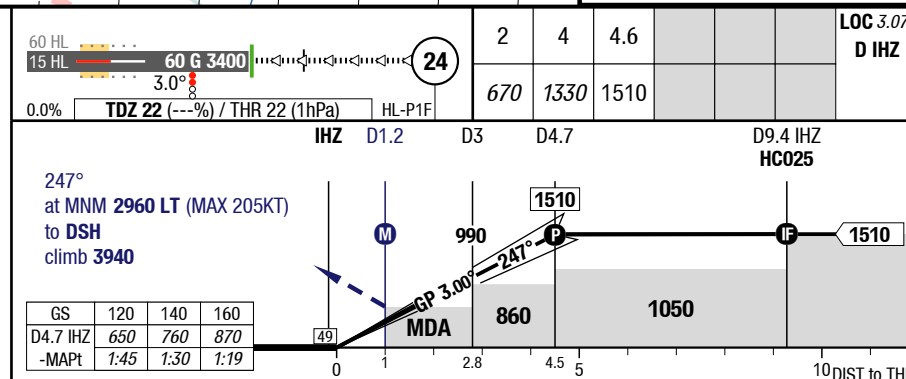 60 HL
15 HL 60 G 3400 24
3.0°
0.0% TDZ 22 (---%) / THR 22 (1hPa) HL-P1F
2 4 4.6 LOC 3.07
D IHZ
670 1330 1510
IHZ D1.2 D3 D4.7 D9.4 IHZ
HC025
247°
at MNM 2960 LT (MAX 205KT)
to DSH
climb 3940
1510
M 990 P IF 1510
GP 3.00° 247°
MDA 860 1050
GS 120 140 160
D4.7 IHZ 650 760 870
-MAPt 1:45 1:30 1:19
49
0 1 2.8 4.5 5 10 DIST to TH